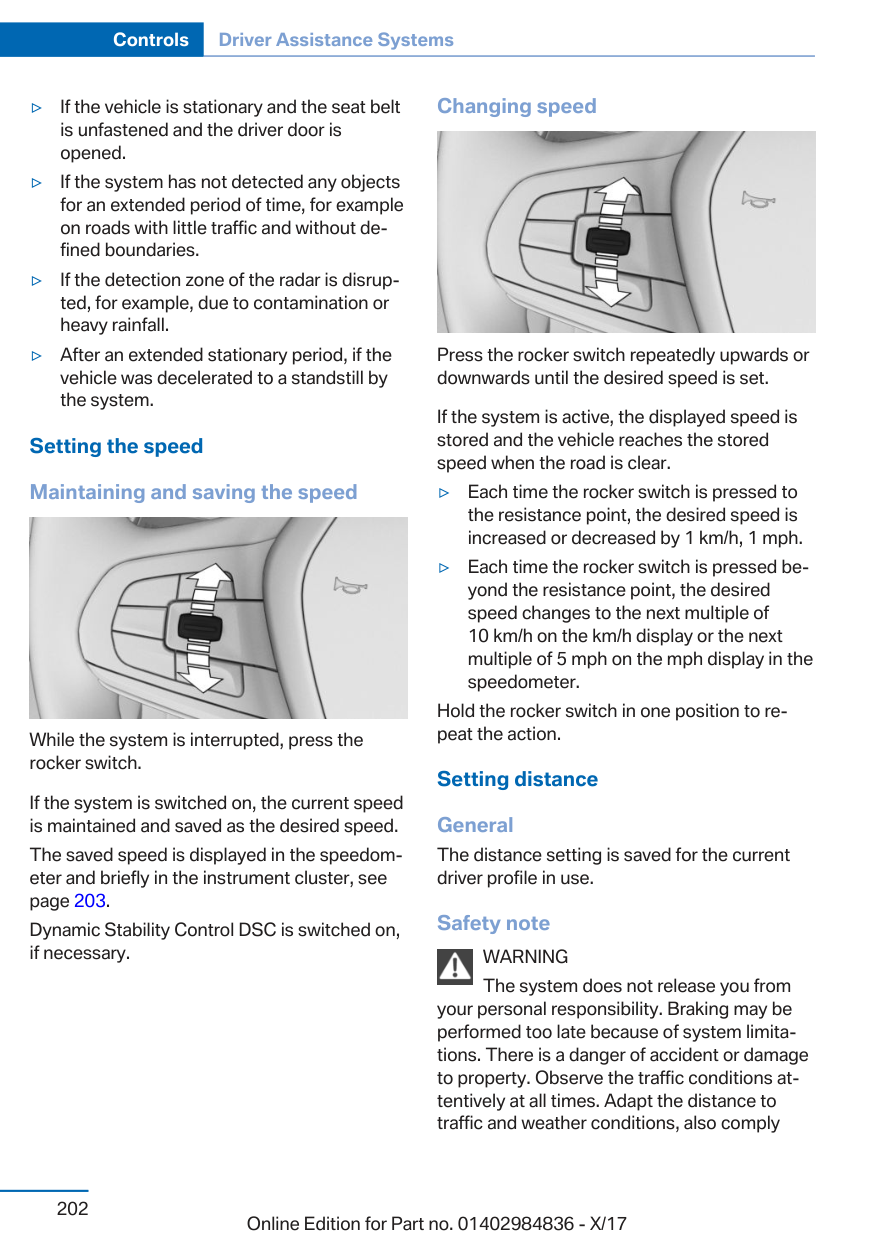 Controls Driver Assistance Systems
▷ If the vehicle is stationary and the seat belt
is unfastened and the driver door is
opened.
▷ If the system has not detected any objects
for an extended period of time, for example
on roads with little traffic and without de-
fined boundaries.
▷ If the detection zone of the radar is disrup-
ted, for example, due to contamination or
heavy rainfall.
▷ After an extended stationary period, if the
vehicle was decelerated to a standstill by
the system.
Setting the speed
Maintaining and saving the speed
While the system is interrupted, press the
rocker switch.
If the system is switched on, the current speed
is maintained and saved as the desired speed.
The saved speed is displayed in the speedom-
eter and briefly in the instrument cluster, see
page 203.
Dynamic Stability Control DSC is switched on,
if necessary.
Changing speed
Press the rocker switch repeatedly upwards or
downwards until the desired speed is set.
If the system is active, the displayed speed is
stored and the vehicle reaches the stored
speed when the road is clear.
▷ Each time the rocker switch is pressed to
the resistance point, the desired speed is
increased or decreased by 1 km/h, 1 mph.
▷ Each time the rocker switch is pressed be-
yond the resistance point, the desired
speed changes to the next multiple of
10 km/h on the km/h display or the next
multiple of 5 mph on the mph display in the
speedometer.
Hold the rocker switch in one position to re-
peat the action.
Setting distance
General
The distance setting is saved for the current
driver profile in use.
Safety note
WARNING
The system does not release you from
your personal responsibility. Braking may be
performed too late because of system limita-
tions. There is a danger of accident or damage
to property. Observe the traffic conditions at-
tentively at all times. Adapt the distance to
traffic and weather conditions, also comply
202
Online Edition for Part no. 01402984836 - X/17